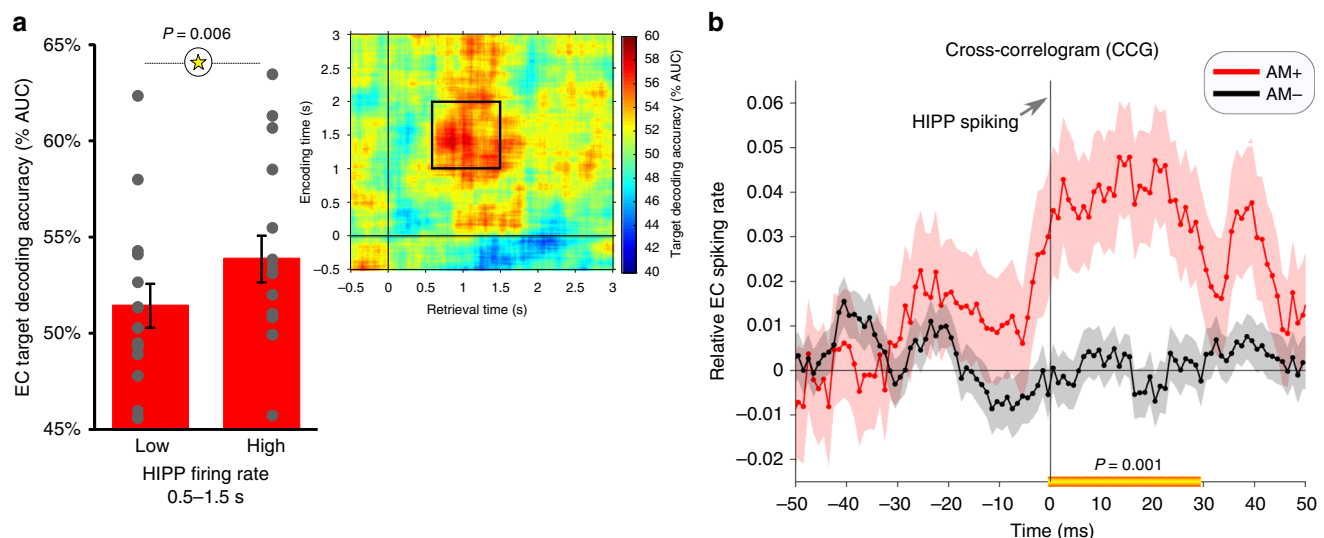 a
P = 0.006
65%
60%
55%
50%
45%
EC target decoding accuracy (% AUC)
Low
High
HIPP firing rate
0.5–1.5 s
3
2.5
2
1.5
1
0.5
0
–0.5
Encoding time (s)
–0.5
0
0.5
1
1.5
2
2.5
3
Retrieval time (s)
60
58
56
54
52
50
48
46
44
42
40
Target decoding accuracy (% AUC)
b
Cross-correlogram (CCG)
AM+
AM–
HIPP spiking
0.06
0.05
0.04
0.03
0.02
0.01
0
–0.01
–0.02
Relative EC spiking rate
P = 0.001
–50
–40
–30
–20
–10
0
10
20
30
40
50
Time (ms)